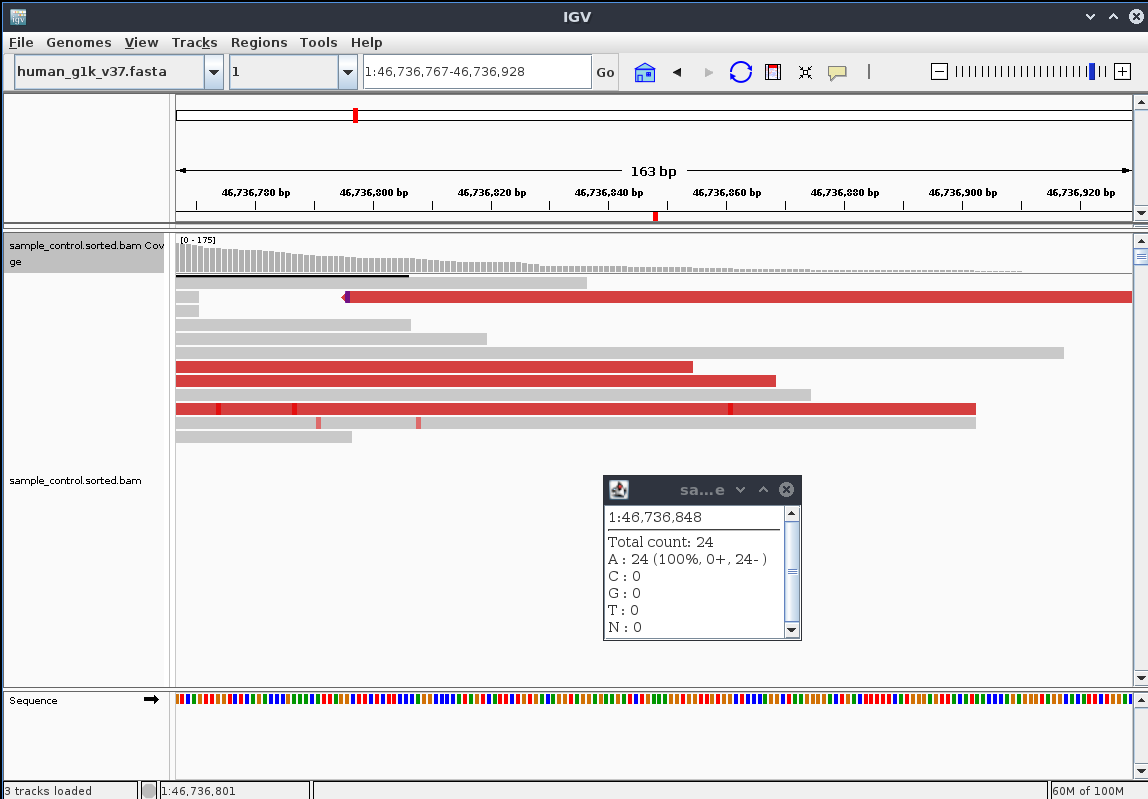 igv
IGV
File Genomes View Tracks Regions Tools Help
human_g1k_v37.fasta 1 1:46,736,767-46,736,928 Go
163 bp
46,736,780 bp 46,736,800 bp 46,736,820 bp 46,736,840 bp 46,736,860 bp 46,736,880 bp 46,736,900 bp 46,736,920 bp
sample_control.sorted.bam Cov
ge
[0 - 175]
sample_control.sorted.bam
sa...e
1:46,736,848
Total count: 24
A : 24 (100%, 0+, 24- )
C : 0
G : 0
T : 0
N : 0
Sequence
3 tracks loaded 1:46,736,801 60M of 100M